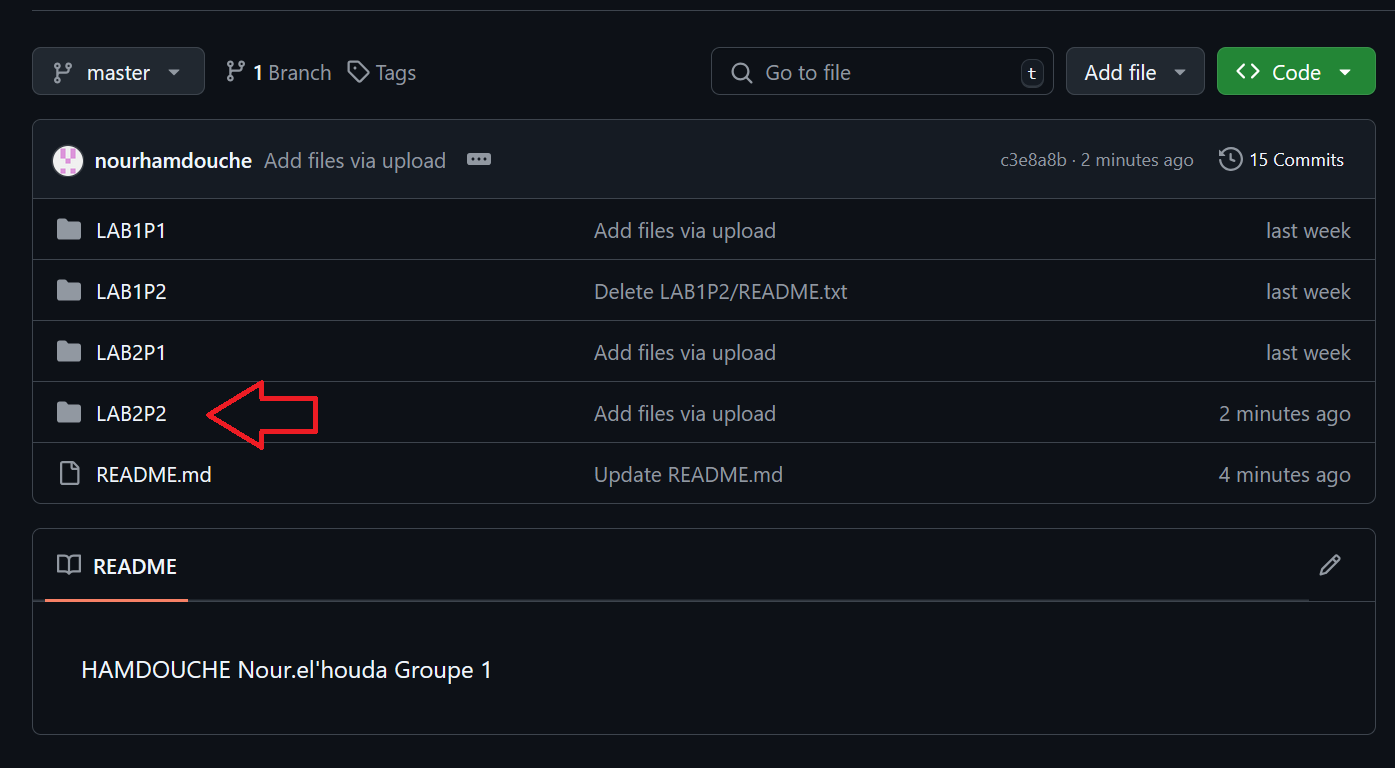 master 1 Branch Tags Go to file t Add file Code
nourhamdouche Add files via upload c3e8a8b · 2 minutes ago 15 Commits
LAB1P1 Add files via upload last week
LAB1P2 Delete LAB1P2/README.txt last week
LAB2P1 Add files via upload last week
LAB2P2 Add files via upload 2 minutes ago
README.md Update README.md 4 minutes ago
README
HAMDOUCHE Nour.el'houda Groupe 1